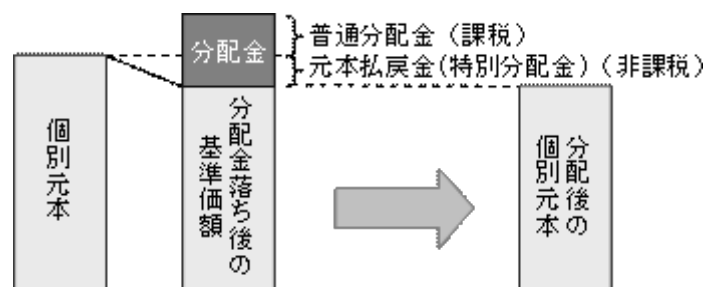 分配金
普通分配金（課税）
元本払戻金(特別分配金)（非課税）
個別元本
分配金落ち後の
基準価額
分配後の
個別元本